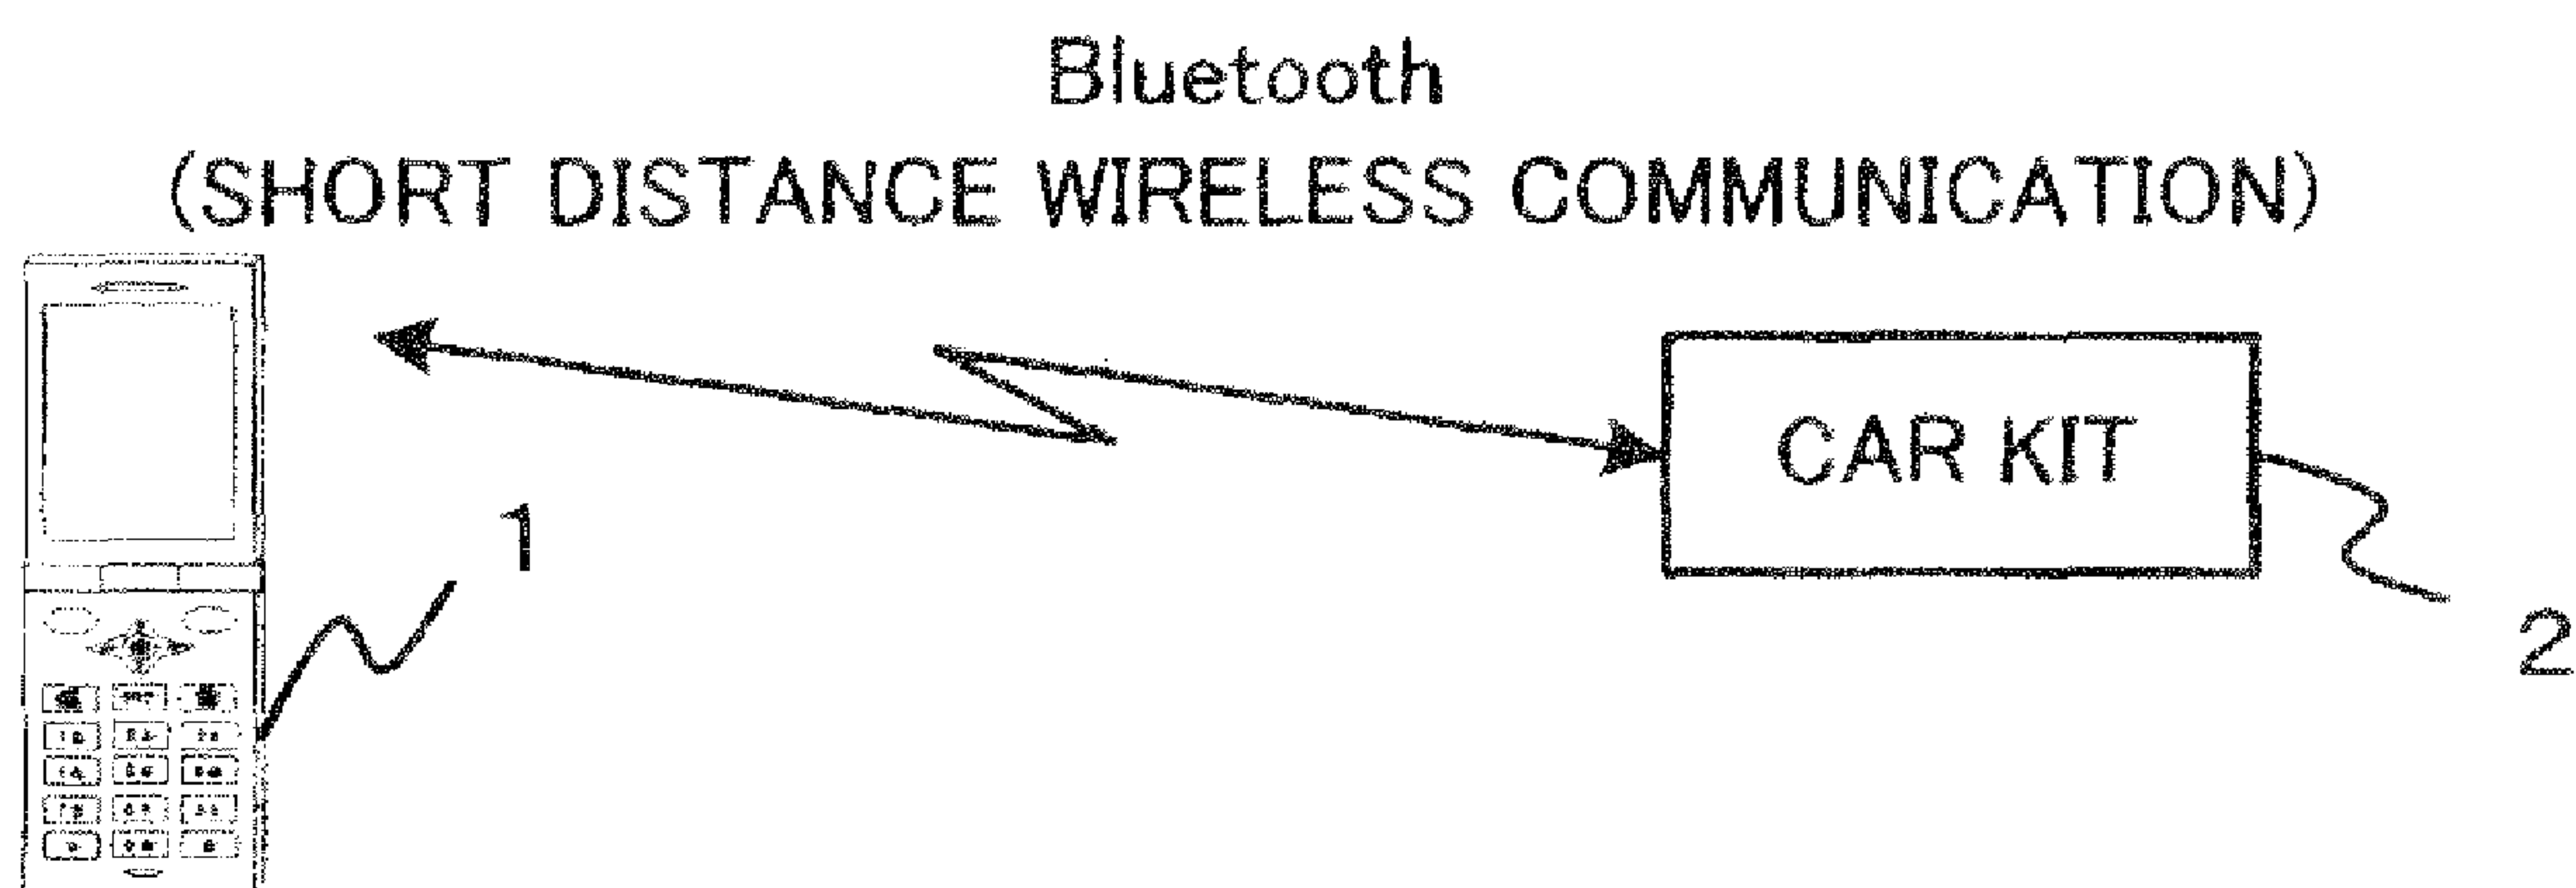 Bluetooth
(SHORT DISTANCE WIRELESS COMMUNICATION)
CAR KIT
1
2